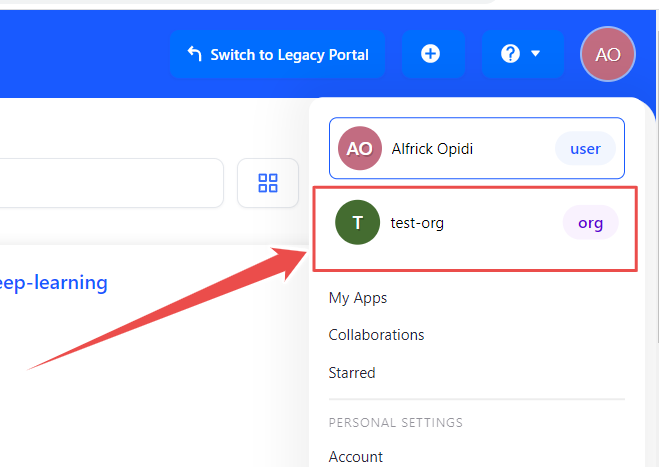 Switch to Legacy Portal
AO
AO Alfrick Opidi user
T test-org org
eep-learning
My Apps
Collaborations
Starred
PERSONAL SETTINGS
Account